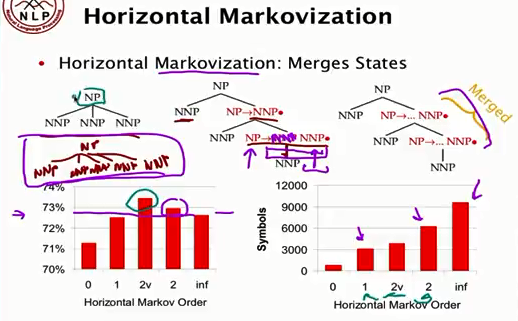 NLP
Horizontal Markovization
• Horizontal Markovization: Merges States
NP
NNP NNP NNP
NP
NNP NP→NNP•
NP→NNP NNP•
NNP
NP
NNP NP→... NNP•
NNP NP→... NNP•
NNP
Merged
NP
NNP NNP NNP NNP NNP
74%
73%
72%
71%
70%
0 1 2v 2 inf
Horizontal Markov Order
Symbols
12000
9000
6000
3000
0
0 1 2v 2 inf
Horizontal Markov Order